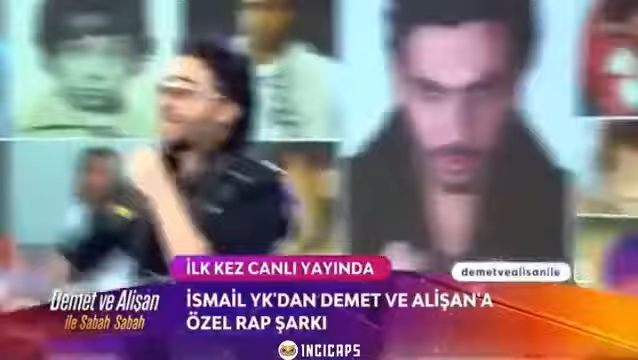 İLK KEZ CANLI YAYINDA
demetvealisanile
Demet ve Alişan
ile Sabah Sabah
İSMAİL YK'DAN DEMET VE ALİŞAN'A
ÖZEL RAP ŞARKI
INCICAPS